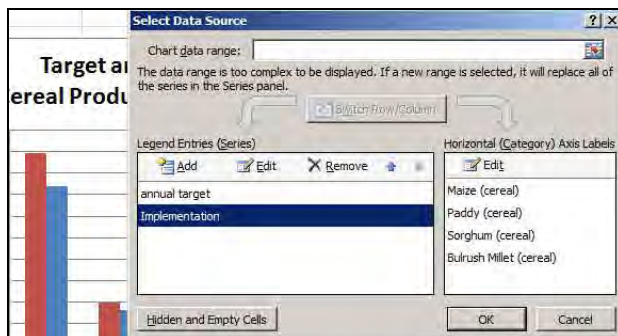 Select Data Source
Target ar
ereal Produ
Chart data range:
The data range is too complex to be displayed. If a new range is selected, it will replace all of
the series in the Series panel.
Switch Row/Column
Legend Entries (Series)
Horizontal (Category) Axis Labels
Add Edit Remove
Edit
annual target
Implementation
Maize (cereal)
Paddy (cereal)
Sorghum (cereal)
Bulrush Millet (cereal)
Hidden and Empty Cells
OK Cancel